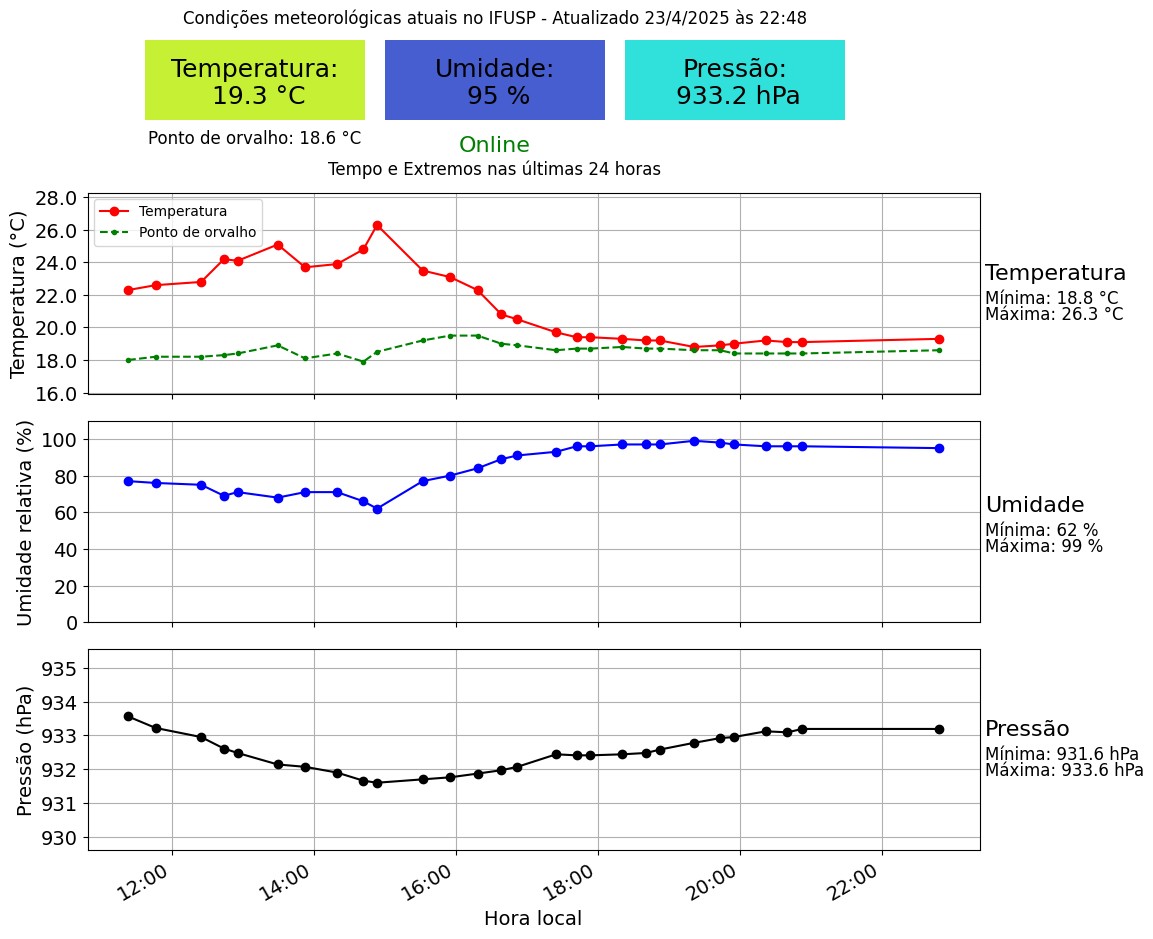 Condições meteorológicas atuais no IFUSP - Atualizado 23/4/2025 às 22:48
Temperatura:
19.3 °C
Umidade:
95 %
Pressão:
933.2 hPa
Ponto de orvalho: 18.6 °C
Online
Tempo e Extremos nas últimas 24 horas
Temperatura (°C)
28.0
26.0
24.0
22.0
20.0
18.0
16.0
Temperatura
Ponto de orvalho
Temperatura
Mínima: 18.8 °C
Máxima: 26.3 °C
Umidade relativa (%)
100
80
60
40
20
0
Umidade
Mínima: 62 %
Máxima: 99 %
Pressão (hPa)
935
934
933
932
931
930
Pressão
Mínima: 931.6 hPa
Máxima: 933.6 hPa
12:00
14:00
16:00
18:00
20:00
22:00
Hora local